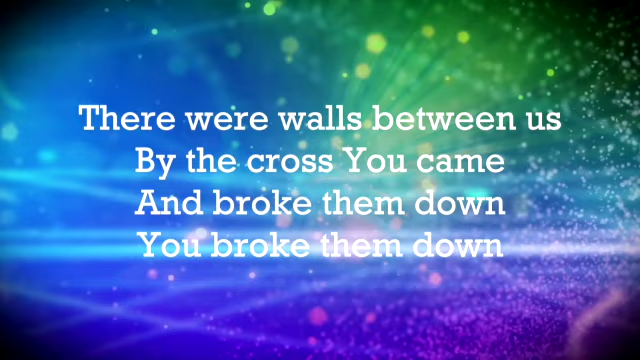 There were walls between us
By the cross You came
And broke them down
You broke them down